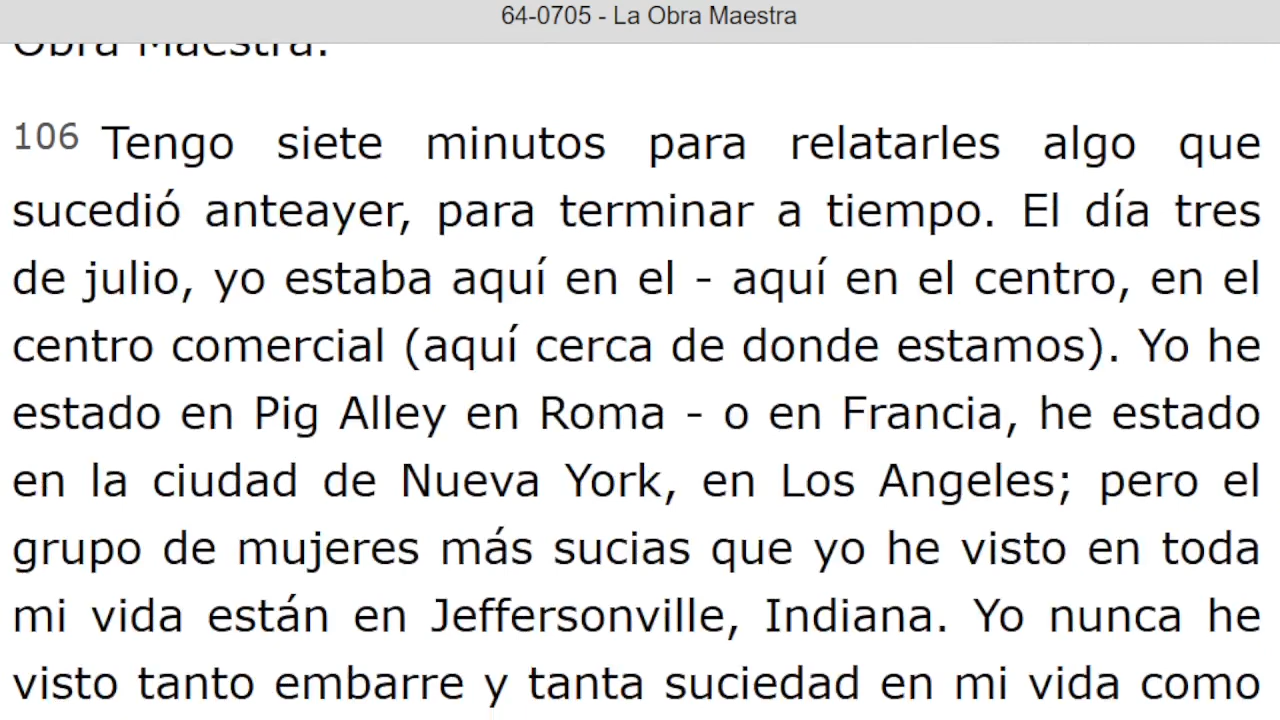 64-0705 - La Obra Maestra
Obra Maestra.
106 Tengo siete minutos para relatarles algo que
sucedió anteayer, para terminar a tiempo. El día tres
de julio, yo estaba aquí en el - aquí en el centro, en el
centro comercial (aquí cerca de donde estamos). Yo he
estado en Pig Alley en Roma - o en Francia, he estado
en la ciudad de Nueva York, en Los Angeles; pero el
grupo de mujeres más sucias que yo he visto en toda
mi vida están en Jeffersonville, Indiana. Yo nunca he
visto tanto embarre y tanta suciedad en mi vida como